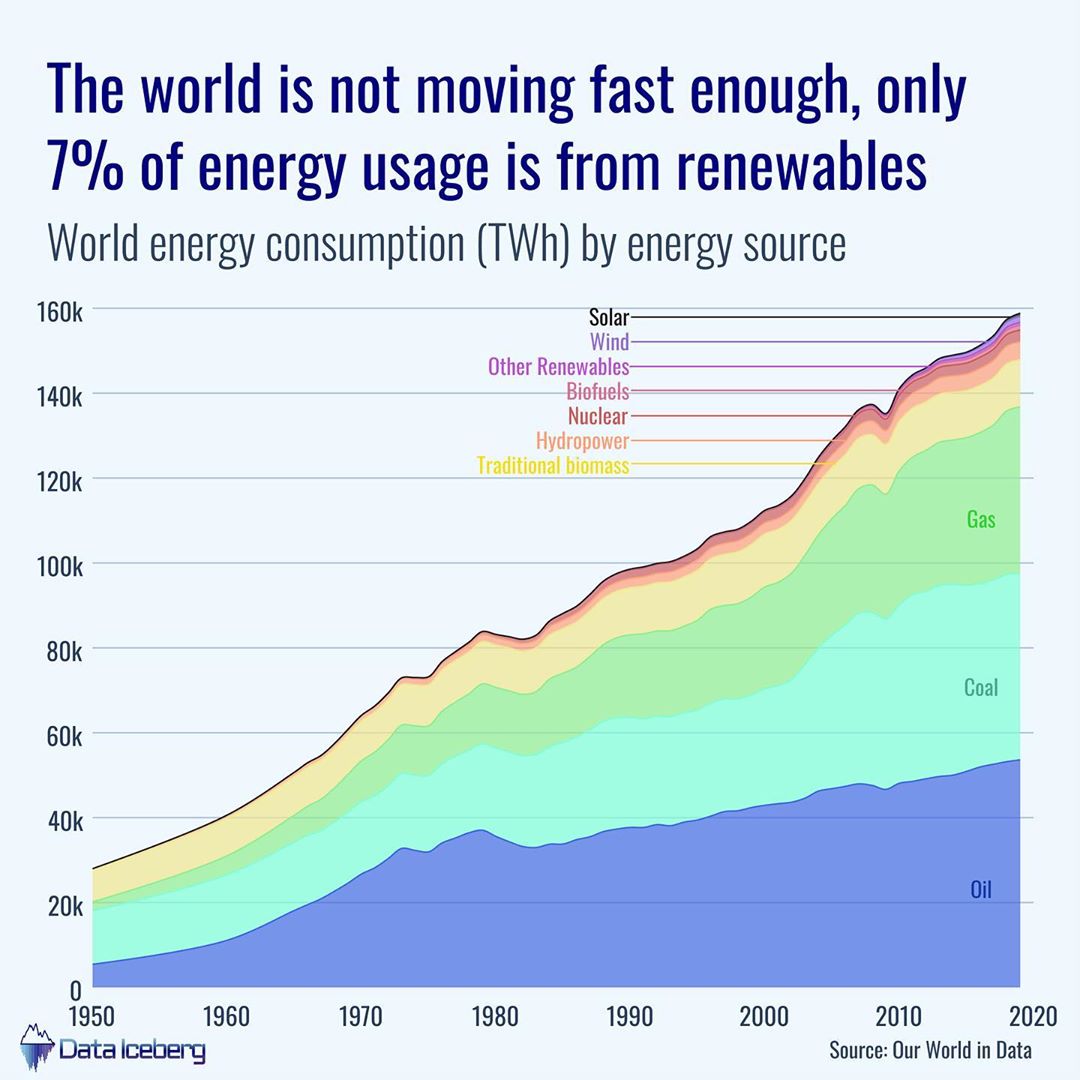 The world is not moving fast enough, only
7% of energy usage is from renewables
World energy consumption (TWh) by energy source
160k
Solar
Wind
Other Renewables
140k
Biofuels
Nuclear
Hydropower
Traditional biomass
120k
Gas
100k
80k
Coal
60k
40k
Oil
20k
0
1950 1960 1970 1980 1990 2000 2010 2020
Data Iceberg
Source: Our World in Data